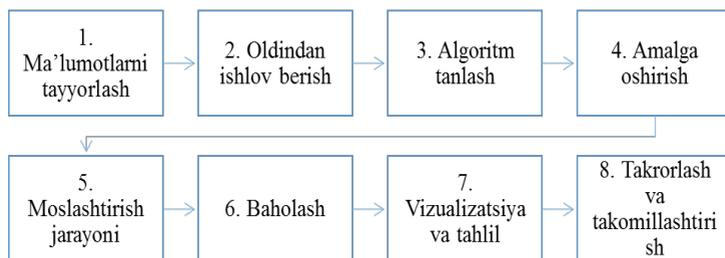 1.
Ma’lumotlarni
tayyorlash
2. Oldindan
ishlov berish
3. Algoritm
tanlash
4. Amalga
oshirish
5.
Moslashtirish
jarayoni
6. Baholash
7.
Vizualizatsiya
va tahlil
8. Takrorlash
va
takomillashtiri
sh